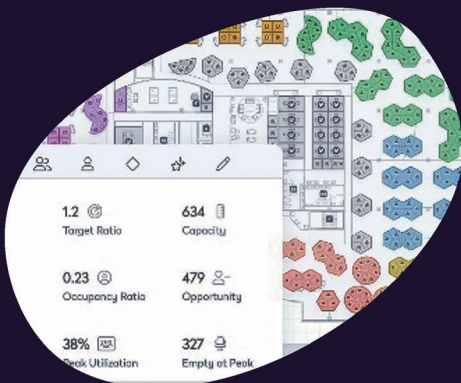 1.2
634
Target Ratio
Capacity
0.23
479
Occupancy Ratio
Opportunity
38%
327
Peak Utilization
Empty at Peak